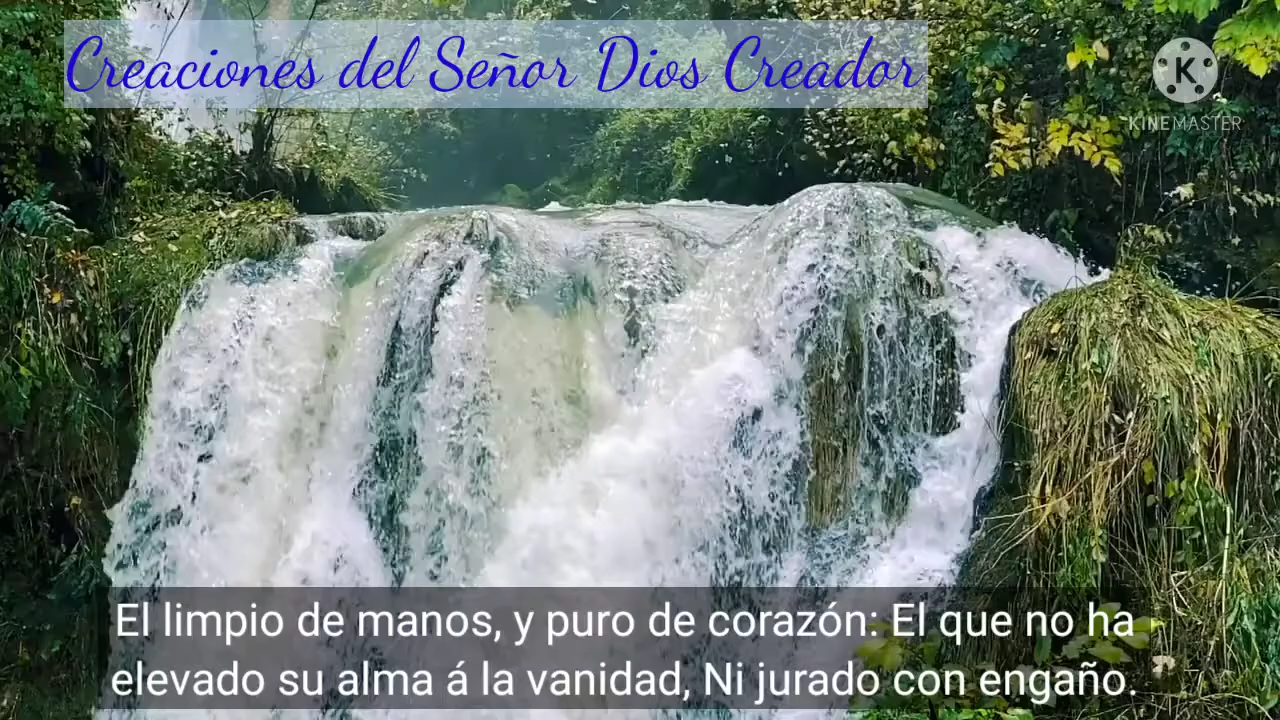 Creaciones del Señor Dios Creador
K
KINEMASTER
El limpio de manos, y puro de corazón: El que no ha
elevado su alma á la vanidad, Ni jurado con engaño.